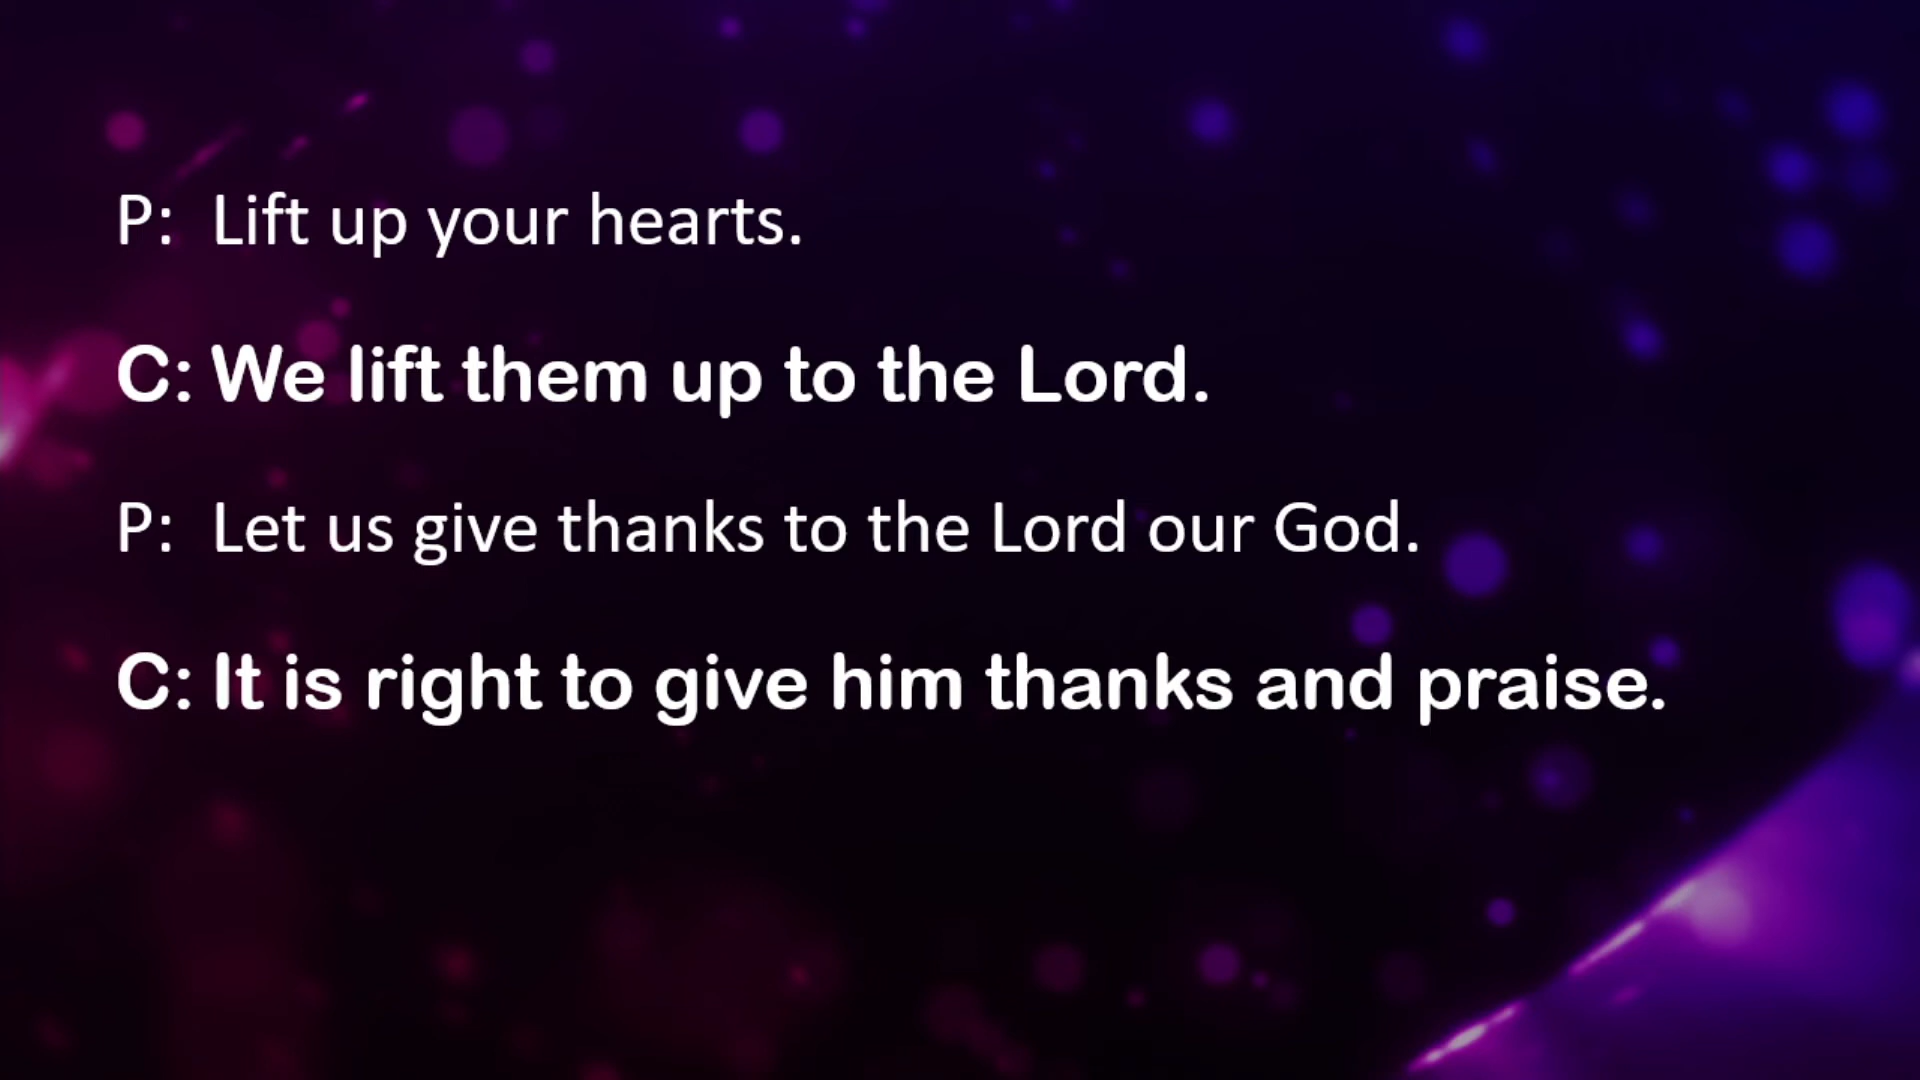 P: Lift up your hearts.
C: We lift them up to the Lord.
P: Let us give thanks to the Lord our God.
C: It is right to give him thanks and praise.